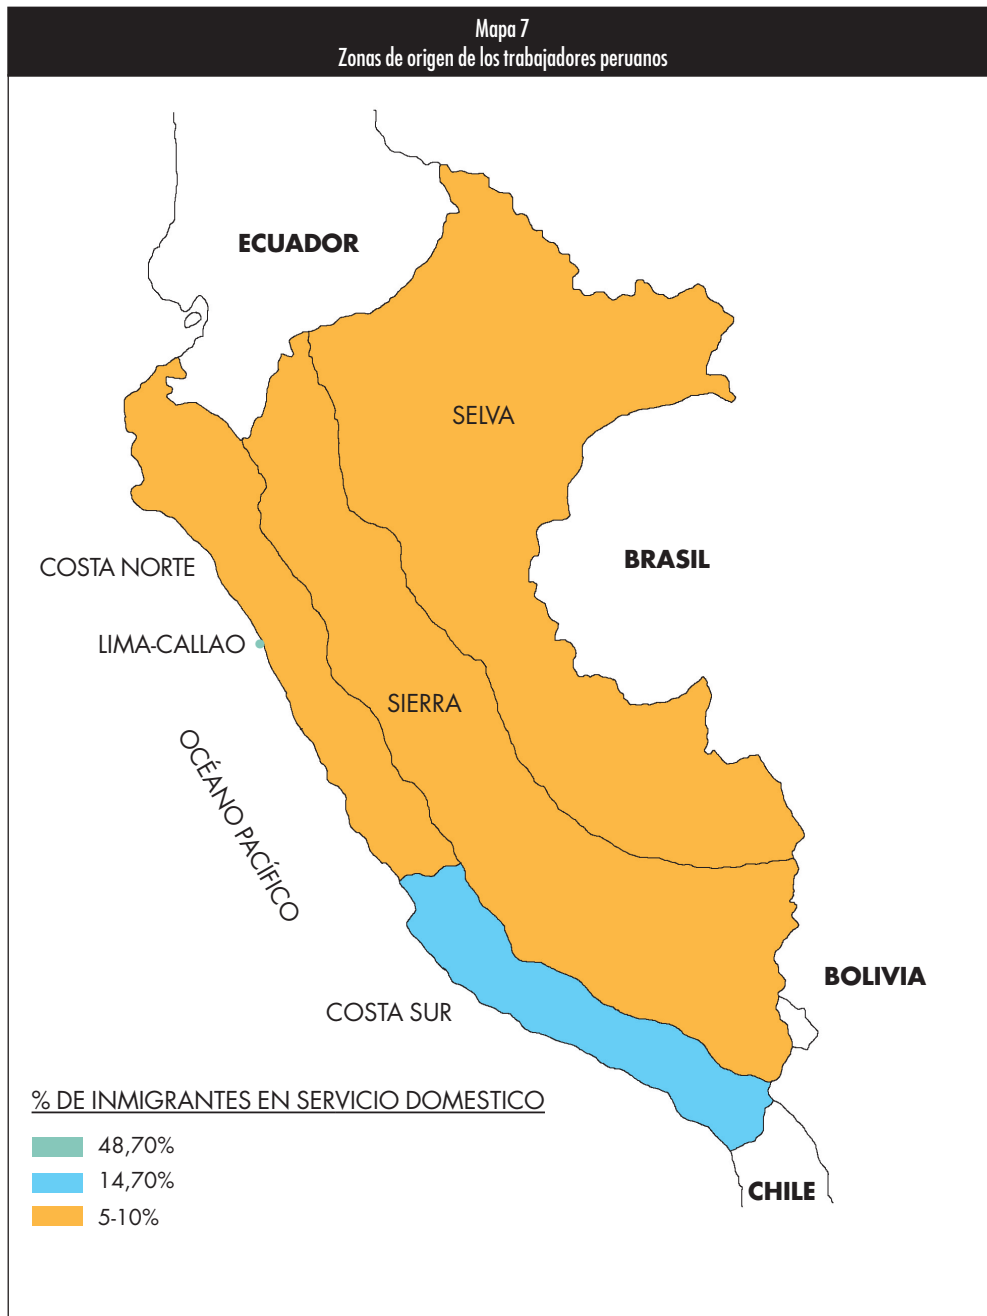 Mapa 7
Zonas de origen de los trabajadores peruanos
ECUADOR
SELVA
BRASIL
COSTA NORTE
LIMA-CALLAO
SIERRA
OCÉANO PACÍFICO
BOLIVIA
COSTA SUR
% DE INMIGRANTES EN SERVICIO DOMESTICO
48,70%
14,70%
5-10%
CHILE